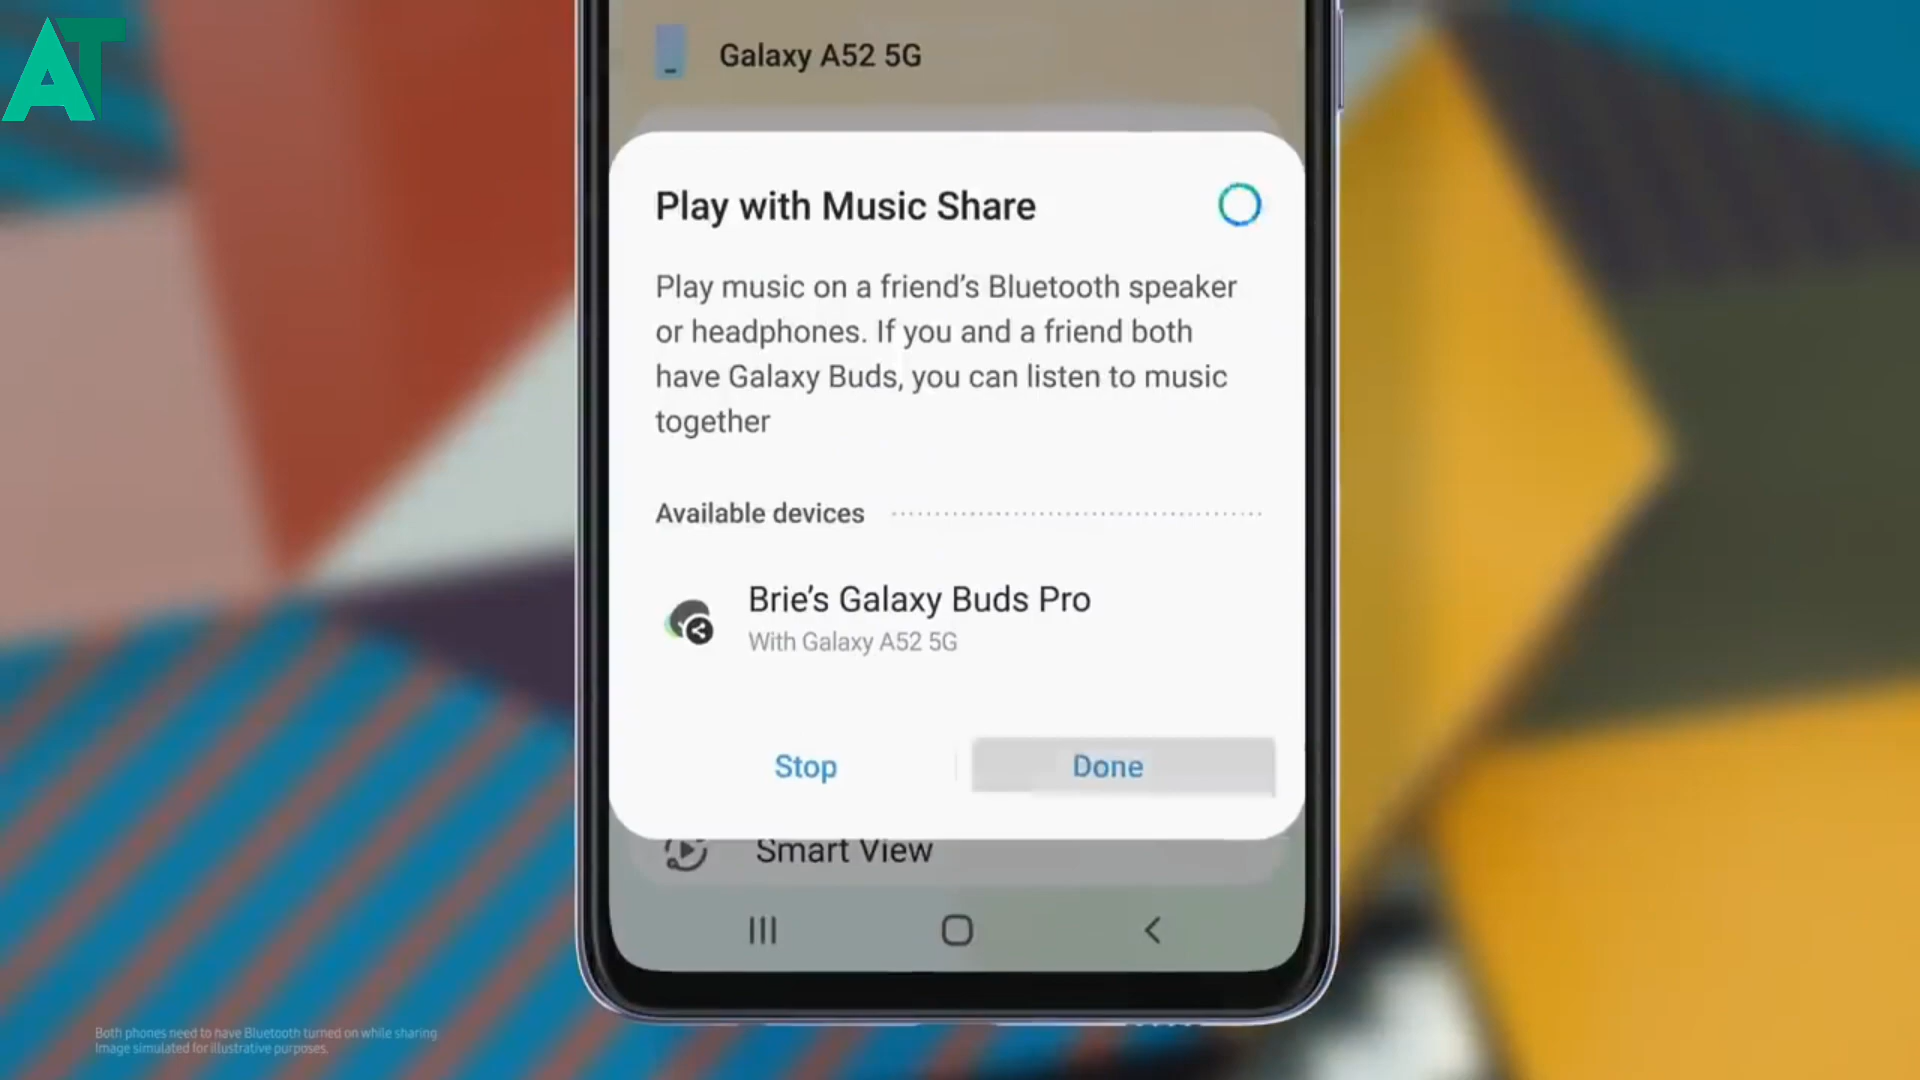 AT
Galaxy A52 5G
Play with Music Share
Play music on a friend's Bluetooth speaker
or headphones. If you and a friend both
have Galaxy Buds, you can listen to music
together
Available devices
Brie's Galaxy Buds Pro
With Galaxy A52 5G
Stop
Done
Smart View
Both phones need to have Bluetooth turned on while sharing.
Image simulated for illustrative purposes.